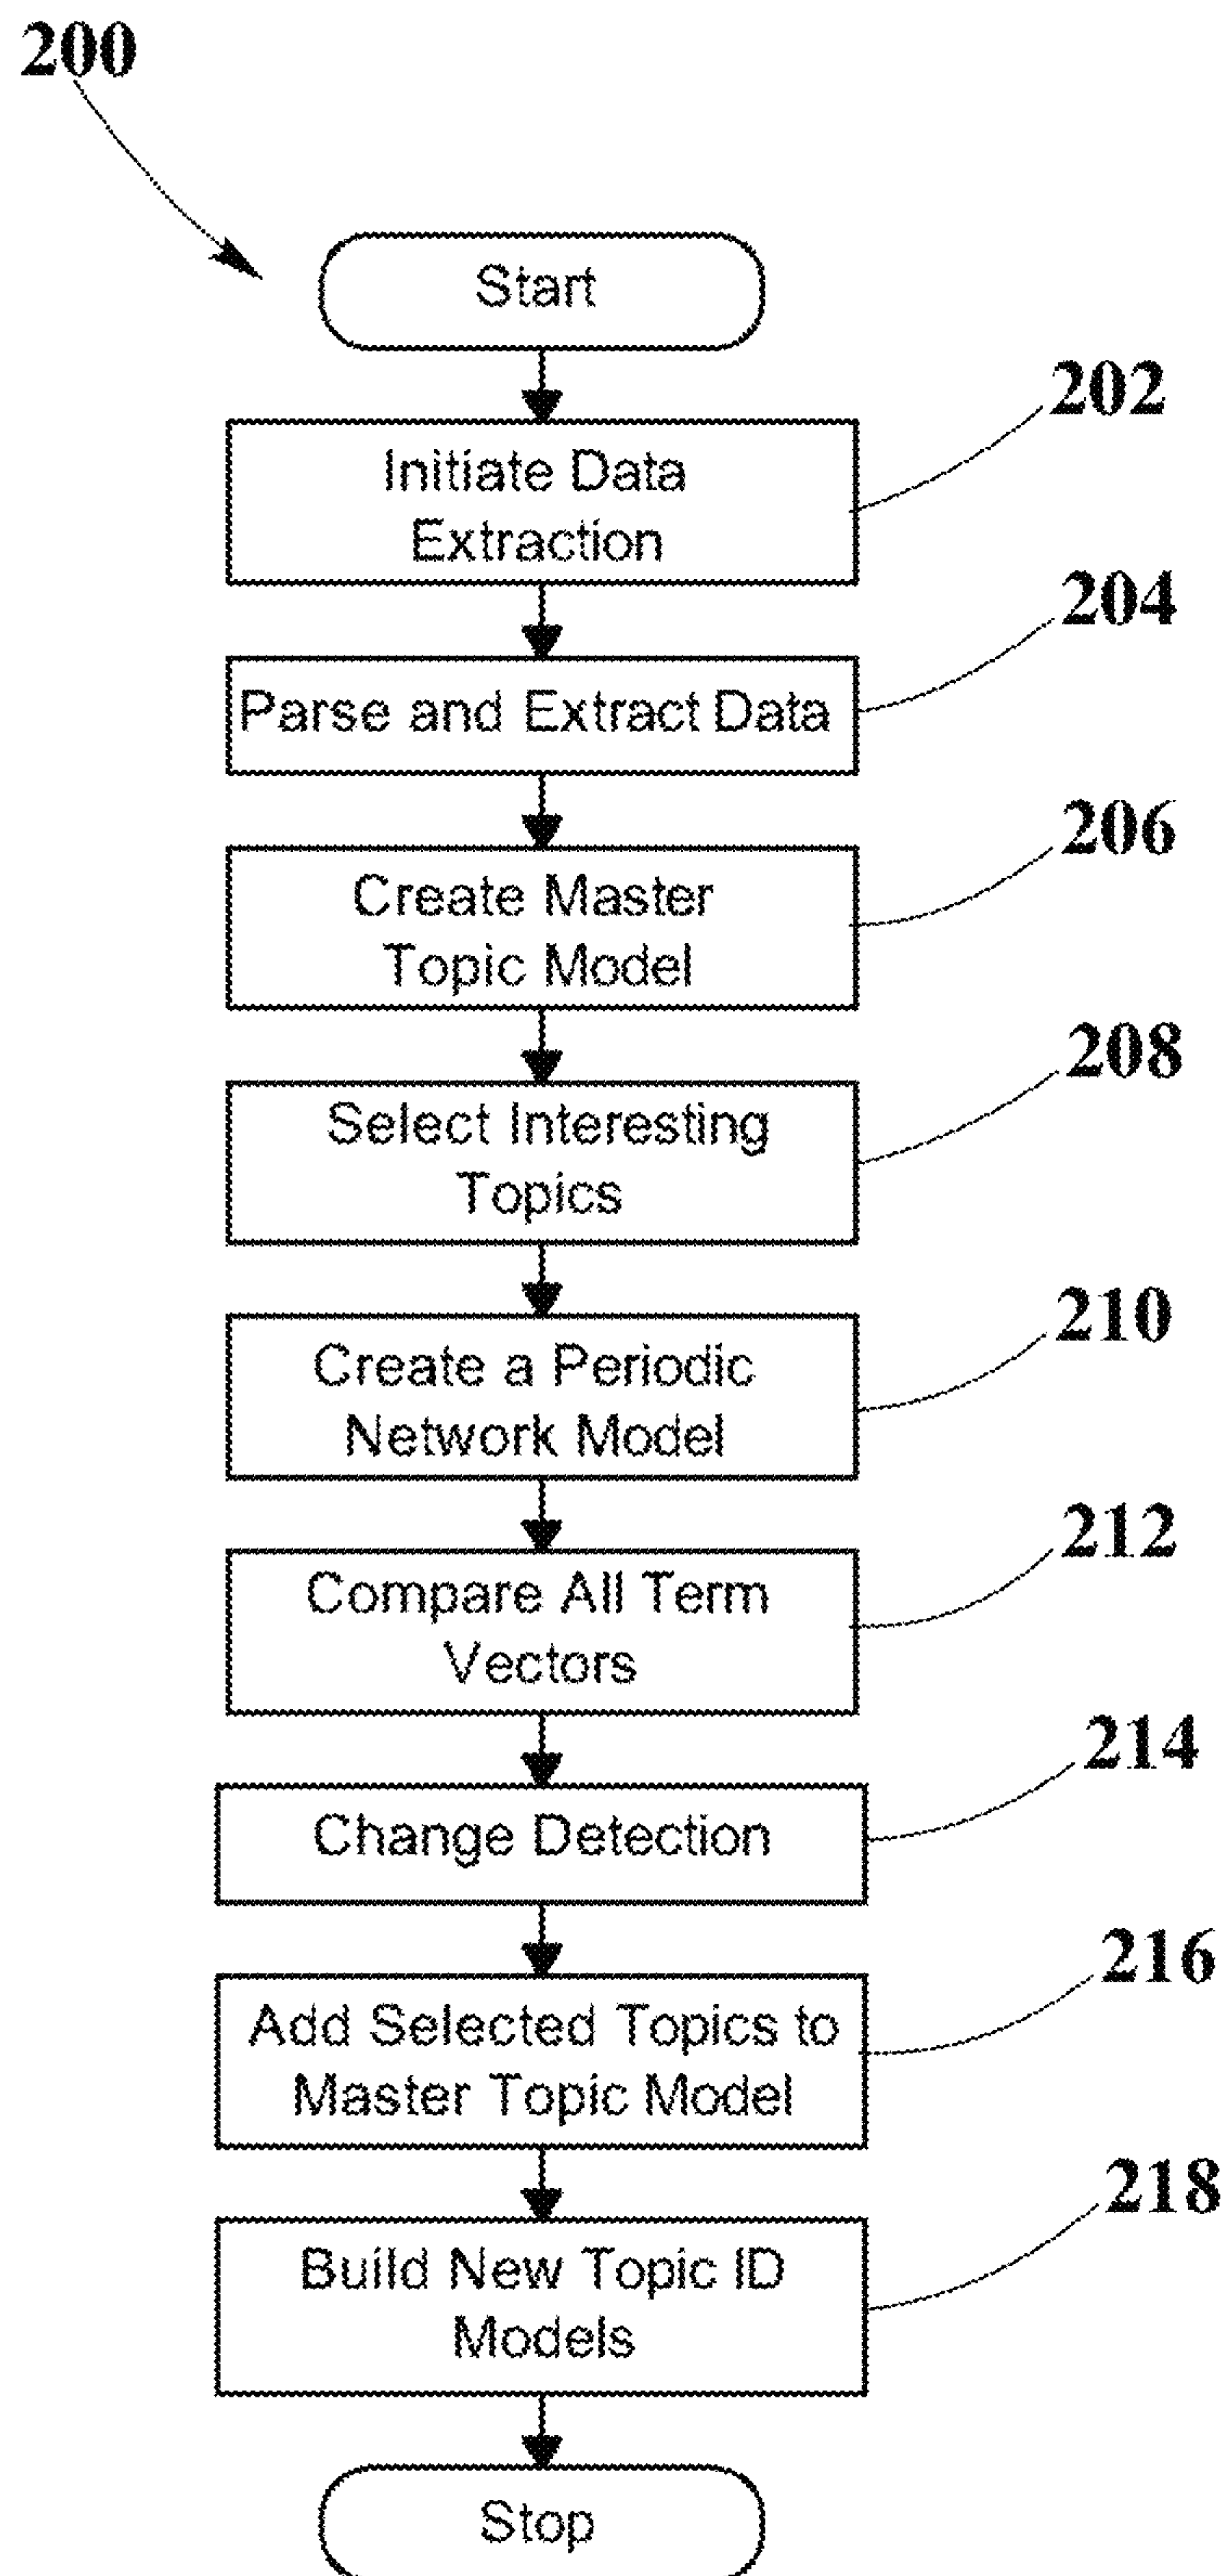 200
Start
202
Initiate Data
Extraction
204
Parse and Extract Data
206
Create Master
Topic Model
208
Select Interesting
Topics
210
Create a Periodic
Network Model
212
Compare All Term
Vectors
214
Change Detection
216
Add Selected Topics to
Master Topic Model
218
Build New Topic ID
Models
Stop